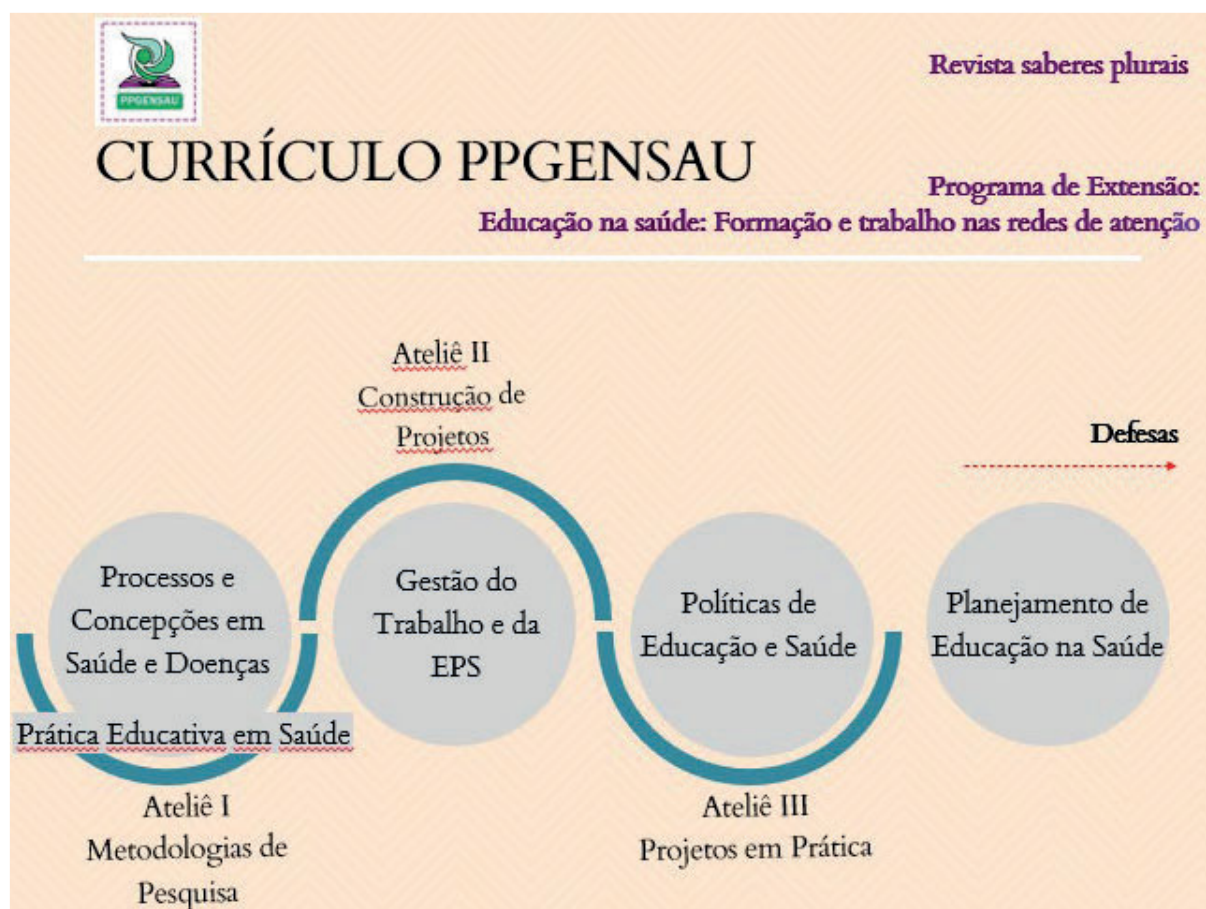 PPGENSAU
Revista saberes plurais
CURRÍCULO PPGENSAU
Programa de Extensão:
Educação na saúde: Formação e trabalho nas redes de atenção
Ateliê II
Construção de
Projetos
Defesas
Processos e
Concepções em
Saúde e Doenças
Prática Educativa em Saúde
Gestão do
Trabalho e da
EPS
Políticas de
Educação e Saúde
Planejamento de
Educação na Saúde
Ateliê I
Metodologias de
Pesquisa
Ateliê III
Projetos em Prática